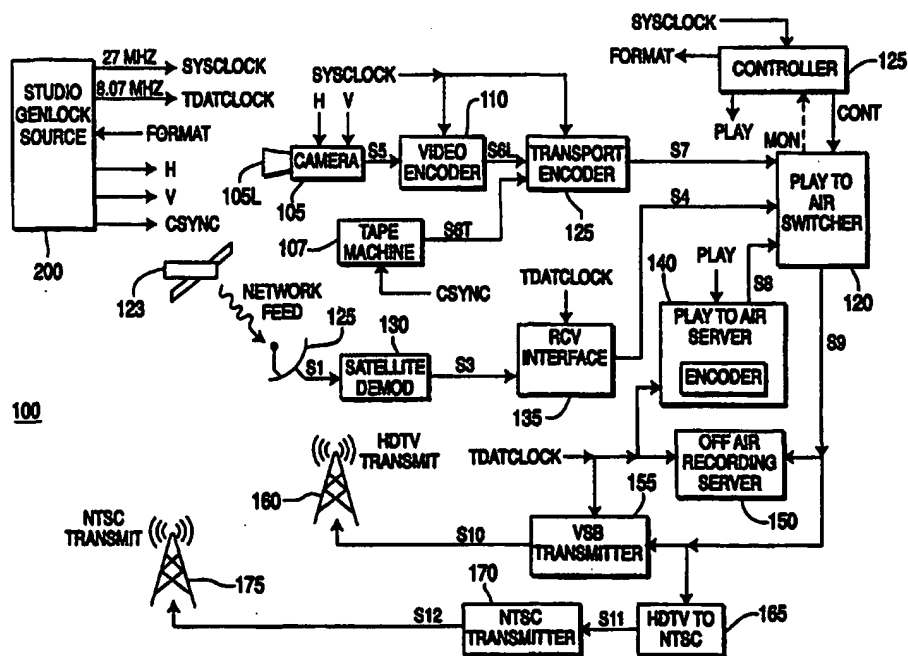 SYSCLOCK
FORMAT
CONTROLLER
125
PLAY
MON
CONT
27 MHZ
SYSCLOCK
8.07 MHZ
TDATCLOCK
STUDIO
GENLOCK
SOURCE
FORMAT
H
V
CSYNC
200
SYSCLOCK
H
V
110
105L
CAMERA
105
S5
VIDEO
ENCODER
S6L
TRANSPORT
ENCODER
125
S7
PLAY TO
AIR
SWITCHER
120
107
TAPE
MACHINE
S6T
CSYNC
S4
123
NETWORK
FEED
125
S1
130
SATELLITE
DEMOD
S3
TDATCLOCK
RCV
INTERFACE
135
PLAY
140
S8
PLAY TO AIR
SERVER
ENCODER
S9
100
HDTV
TRANSMIT
160
TDATCLOCK
OFF AIR
RECORDING
SERVER
150
155
VSB
TRANSMITTER
S10
NTSC
TRANSMIT
175
170
NTSC
TRANSMITTER
S12
S11
HDTV TO
NTSC
165